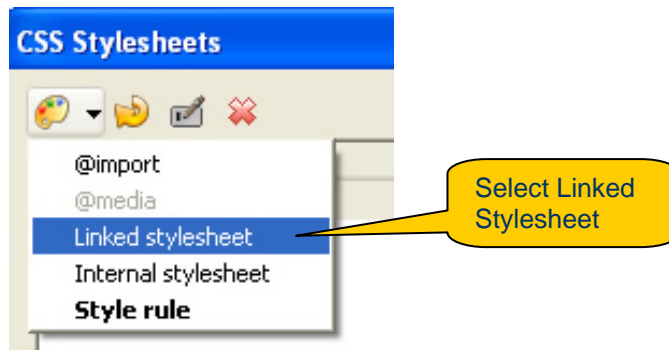 CSS Stylesheets
@import
@media
Linked stylesheet
Internal stylesheet
Style rule
Select Linked
Stylesheet